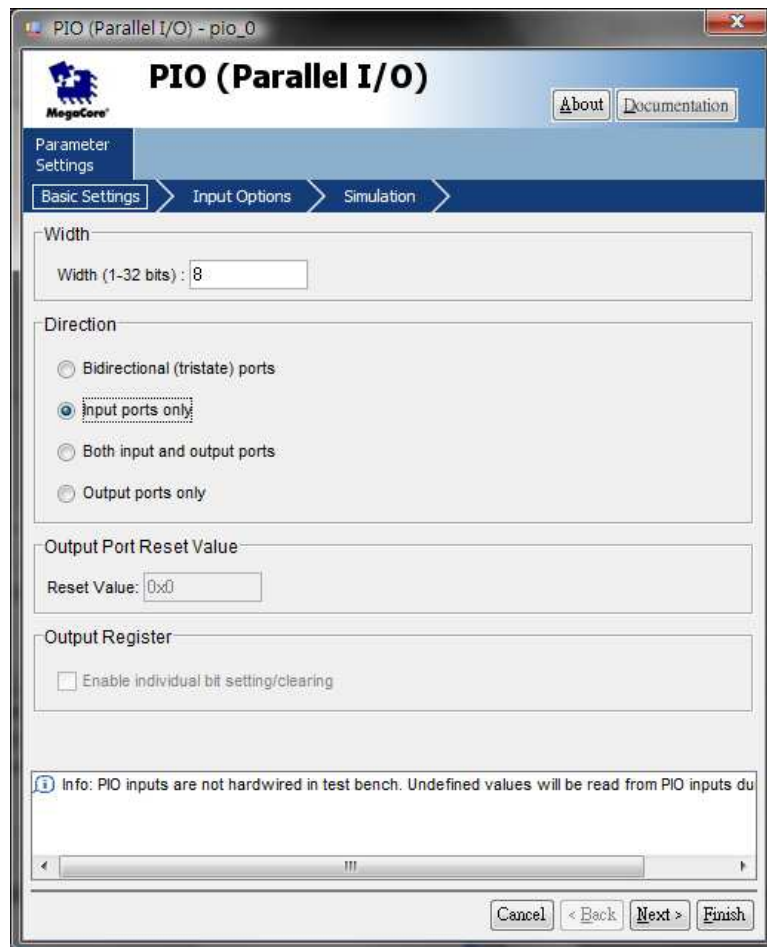 PIO (Parallel I/O) - pio_0
MegaCore'
PIO (Parallel I/O)
About
Documentation
Parameter
Settings
Basic Settings
Input Options
Simulation
Width
Width (1-32 bits) : 8
Direction
Bidirectional (tristate) ports
Input ports only
Both input and output ports
Output ports only
Output Port Reset Value
Reset Value: 0x0
Output Register
Enable individual bit setting/clearing
Info: PIO inputs are not hardwired in test bench. Undefined values will be read from PIO inputs du
Cancel
< Back
Next >
Finish